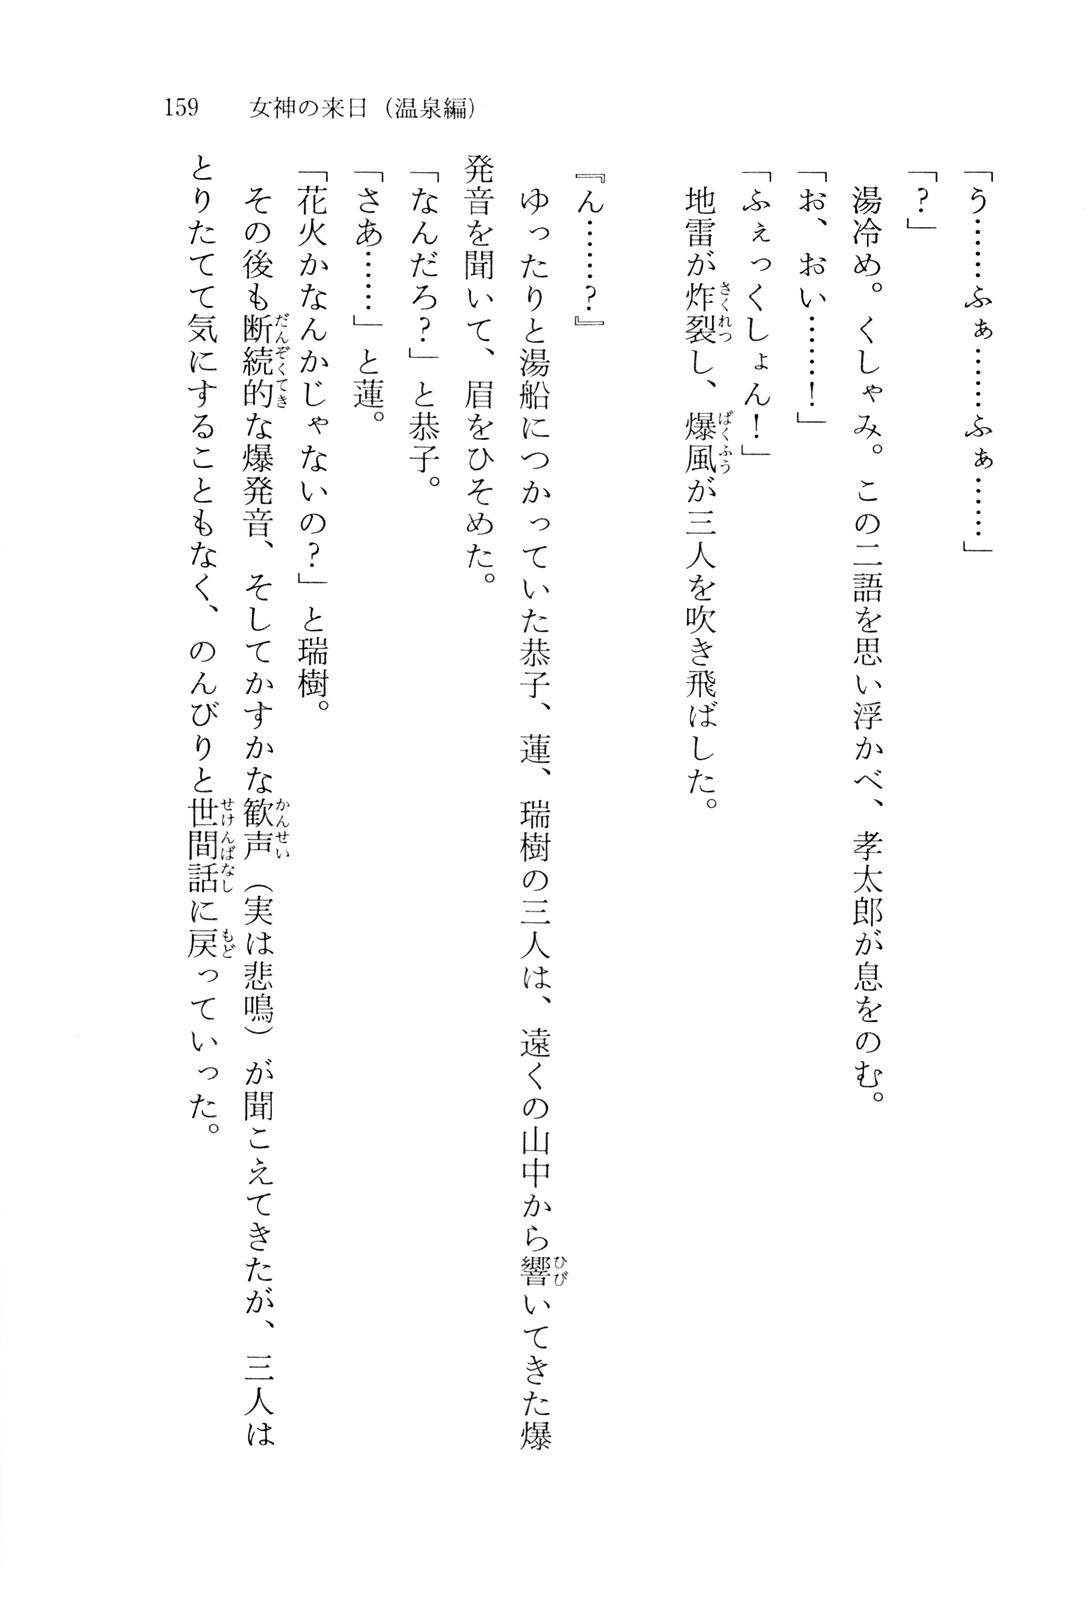 159　女神の来日（温泉編）
「う……ふぁ……ふぁ……」
「？」
　湯冷め。くしゃみ。この二語を思い浮かべ、孝太郎が息をのむ。
「お、おい……！」
「ふぇっくしょん！」
　地雷が炸裂し、爆風が三人を吹き飛ばした。
『ん……？』
　ゆったりと湯船につかっていた恭子、蓮、瑞樹の三人は、遠くの山中から響いてきた爆
発音を聞いて、眉をひそめた。
「なんだろ？」と恭子。
「さあ……」と蓮。
「花火かなんかじゃないの？」と瑞樹。
　その後も断続的な爆発音、そしてかすかな歓声（実は悲鳴）が聞こえてきたが、三人は
とりたてて気にすることもなく、のんびりと世間話に戻っていった。